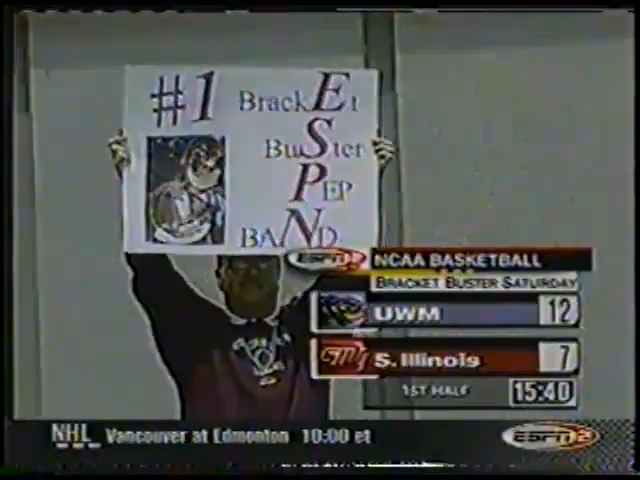 #1
BrackEt
BuSter
PEP
BAND
ESPN
NCAA BASKETBALL
BRACKET BUSTER SATURDAY
UWM 12
S. Illinois 7
1ST HALF 15:40
NHL Vancouver at Edmonton 10:00 et
ESPN2